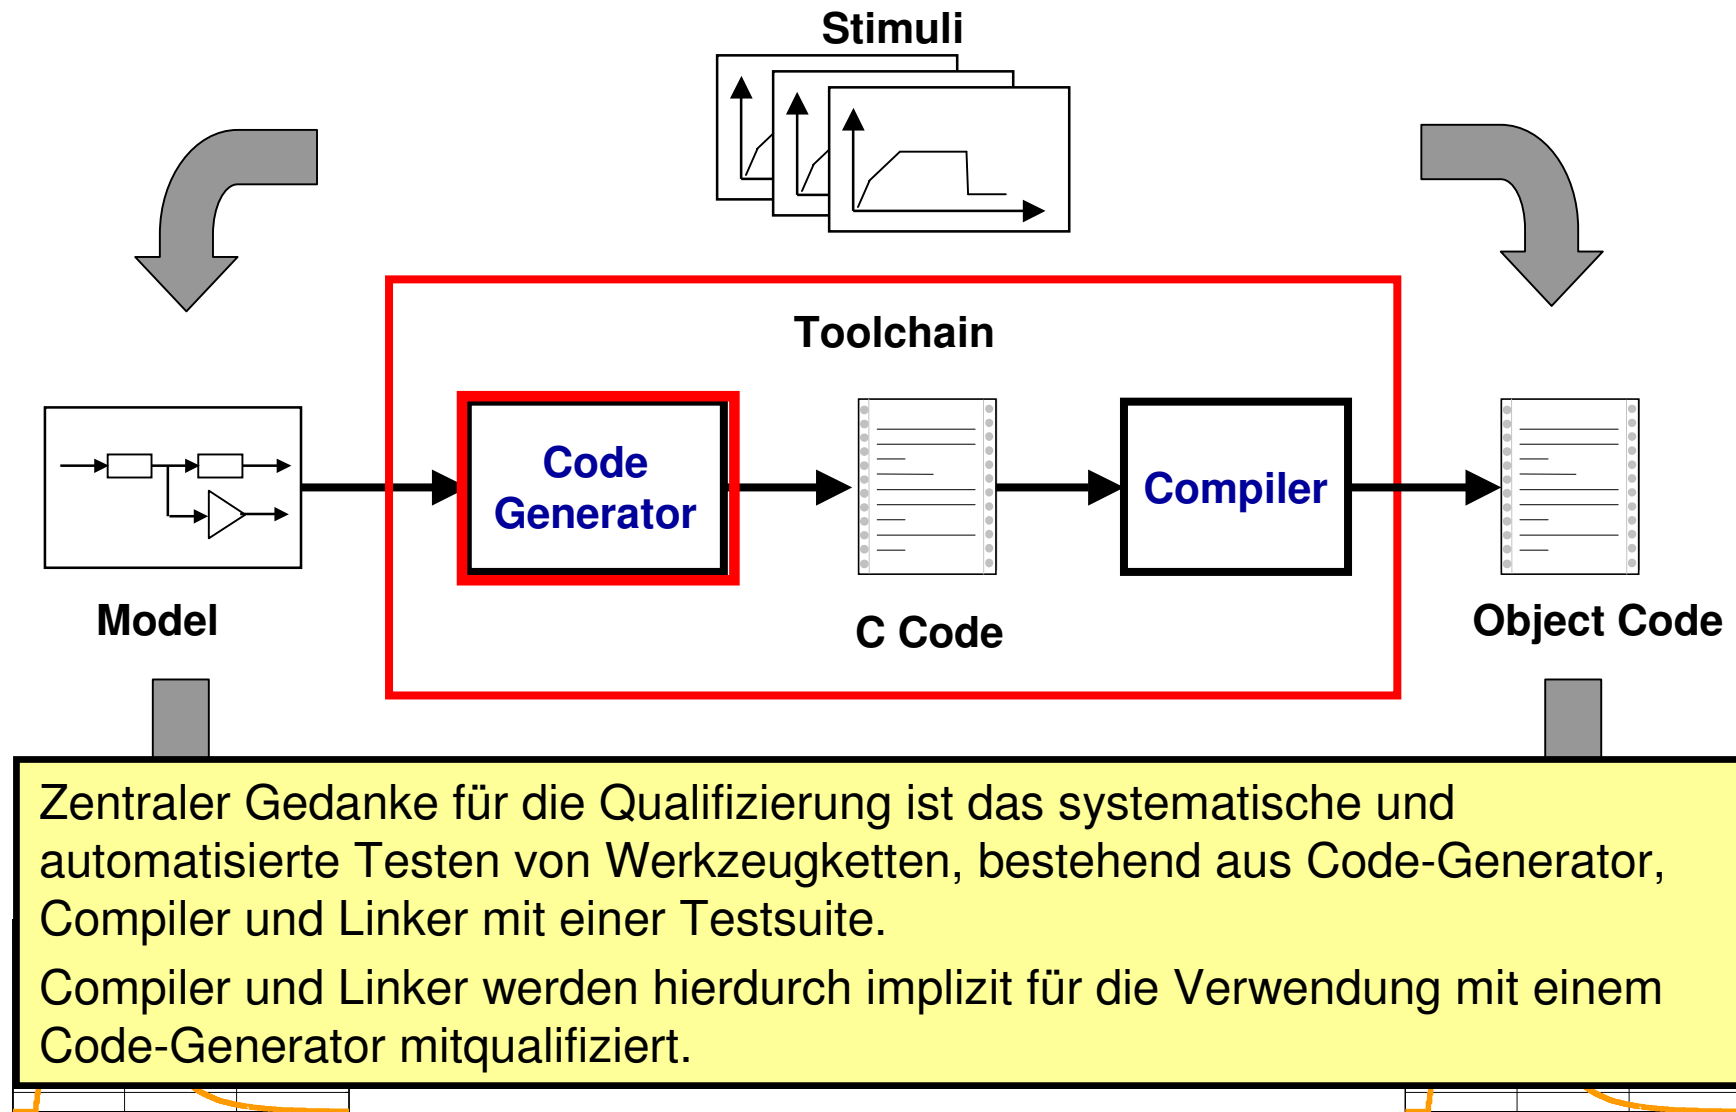 Stimuli
Toolchain
Code
Generator
Compiler
Model
C Code
Object Code
Zentraler Gedanke für die Qualifizierung ist das systematische und
automatisierte Testen von Werkzeugketten, bestehend aus Code-Generator,
Compiler und Linker mit einer Testsuite.
Compiler und Linker werden hierdurch implizit für die Verwendung mit einem
Code-Generator mitqualifiziert.